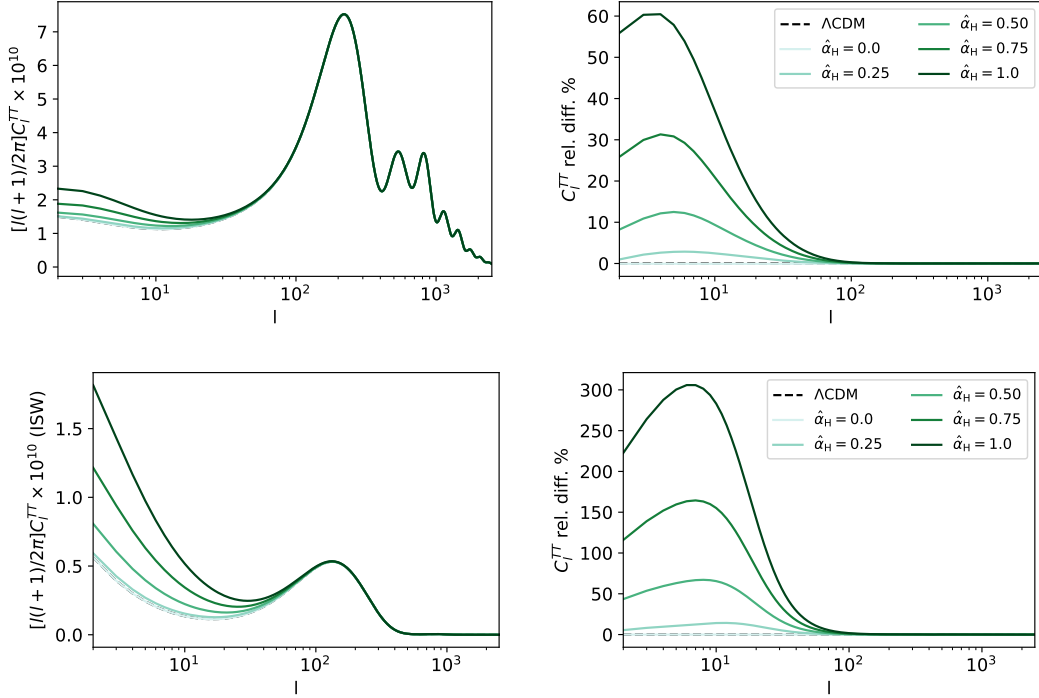 [l(l + 1)/2π]C_l^{TT} × 10^{10}
7
6
5
4
3
2
1
0
10^1
10^2
10^3
l
C_l^{TT} rel. diff. %
60
50
40
30
20
10
0
10^1
10^2
10^3
l
ΛCDM
α̂_H = 0.0
α̂_H = 0.25
α̂_H = 0.50
α̂_H = 0.75
α̂_H = 1.0
[l(l + 1)/2π]C_l^{TT} × 10^{10} (ISW)
1.5
1.0
0.5
0.0
10^1
10^2
10^3
l
C_l^{TT} rel. diff. %
300
250
200
150
100
50
0
10^1
10^2
10^3
l
ΛCDM
α̂_H = 0.0
α̂_H = 0.25
α̂_H = 0.50
α̂_H = 0.75
α̂_H = 1.0